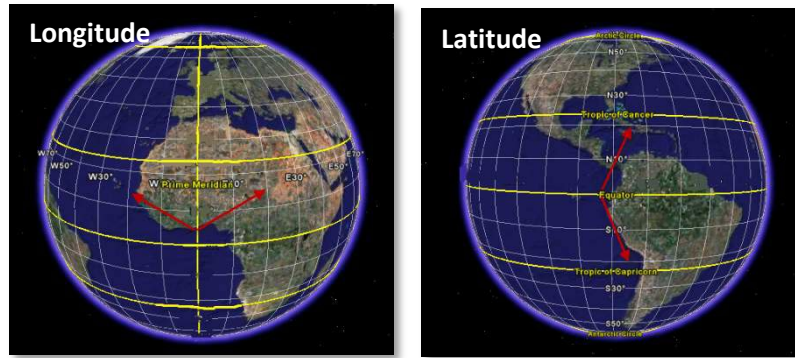 Longitude
W70°
W50°
W30°
Prime Meridian
E30°
E50°
E70°
Latitude
Arctic Circle
N50°
N30°
Tropic of Cancer
N10°
Equator
S10°
Tropic of Capricorn
S30°
S50°
Antarctic Circle